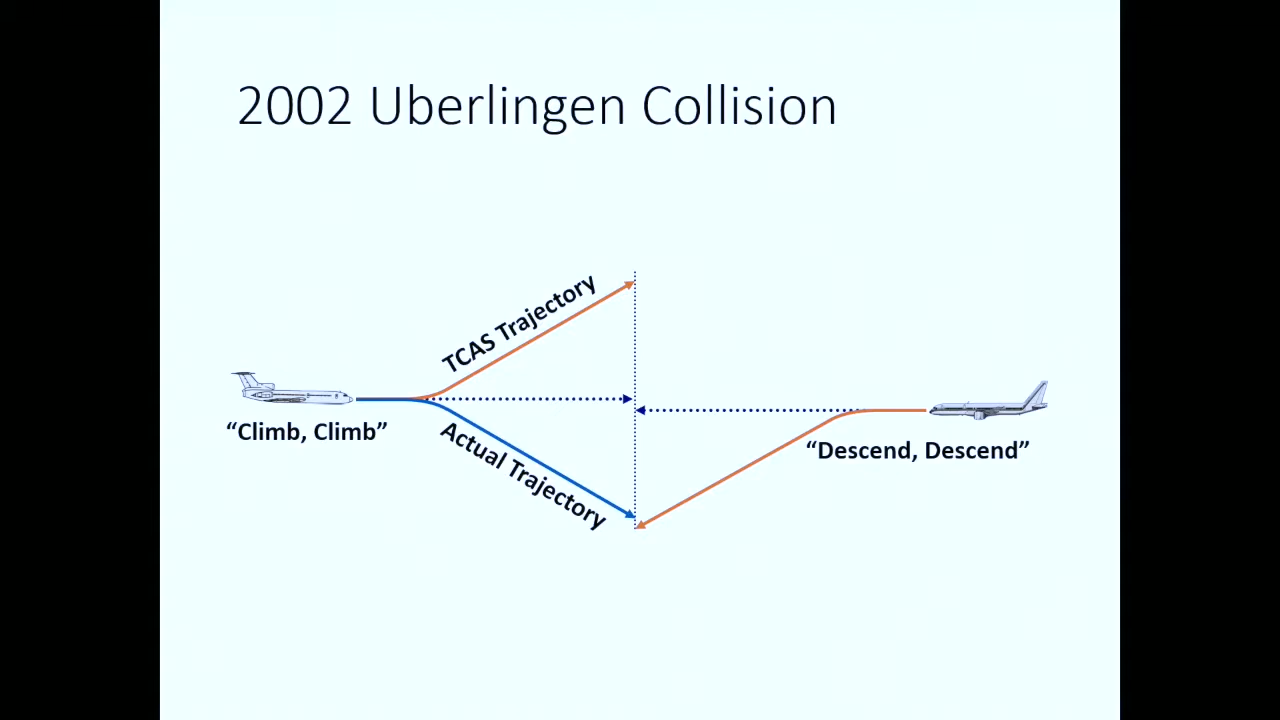 2002 Uberlingen Collision
TCAS Trajectory
“Climb, Climb”
Actual Trajectory
“Descend, Descend”